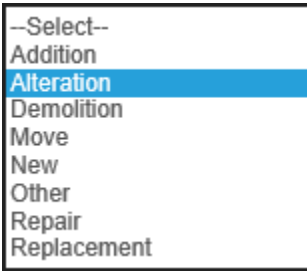 --Select--
Addition
Alteration
Demolition
Move
New
Other
Repair
Replacement